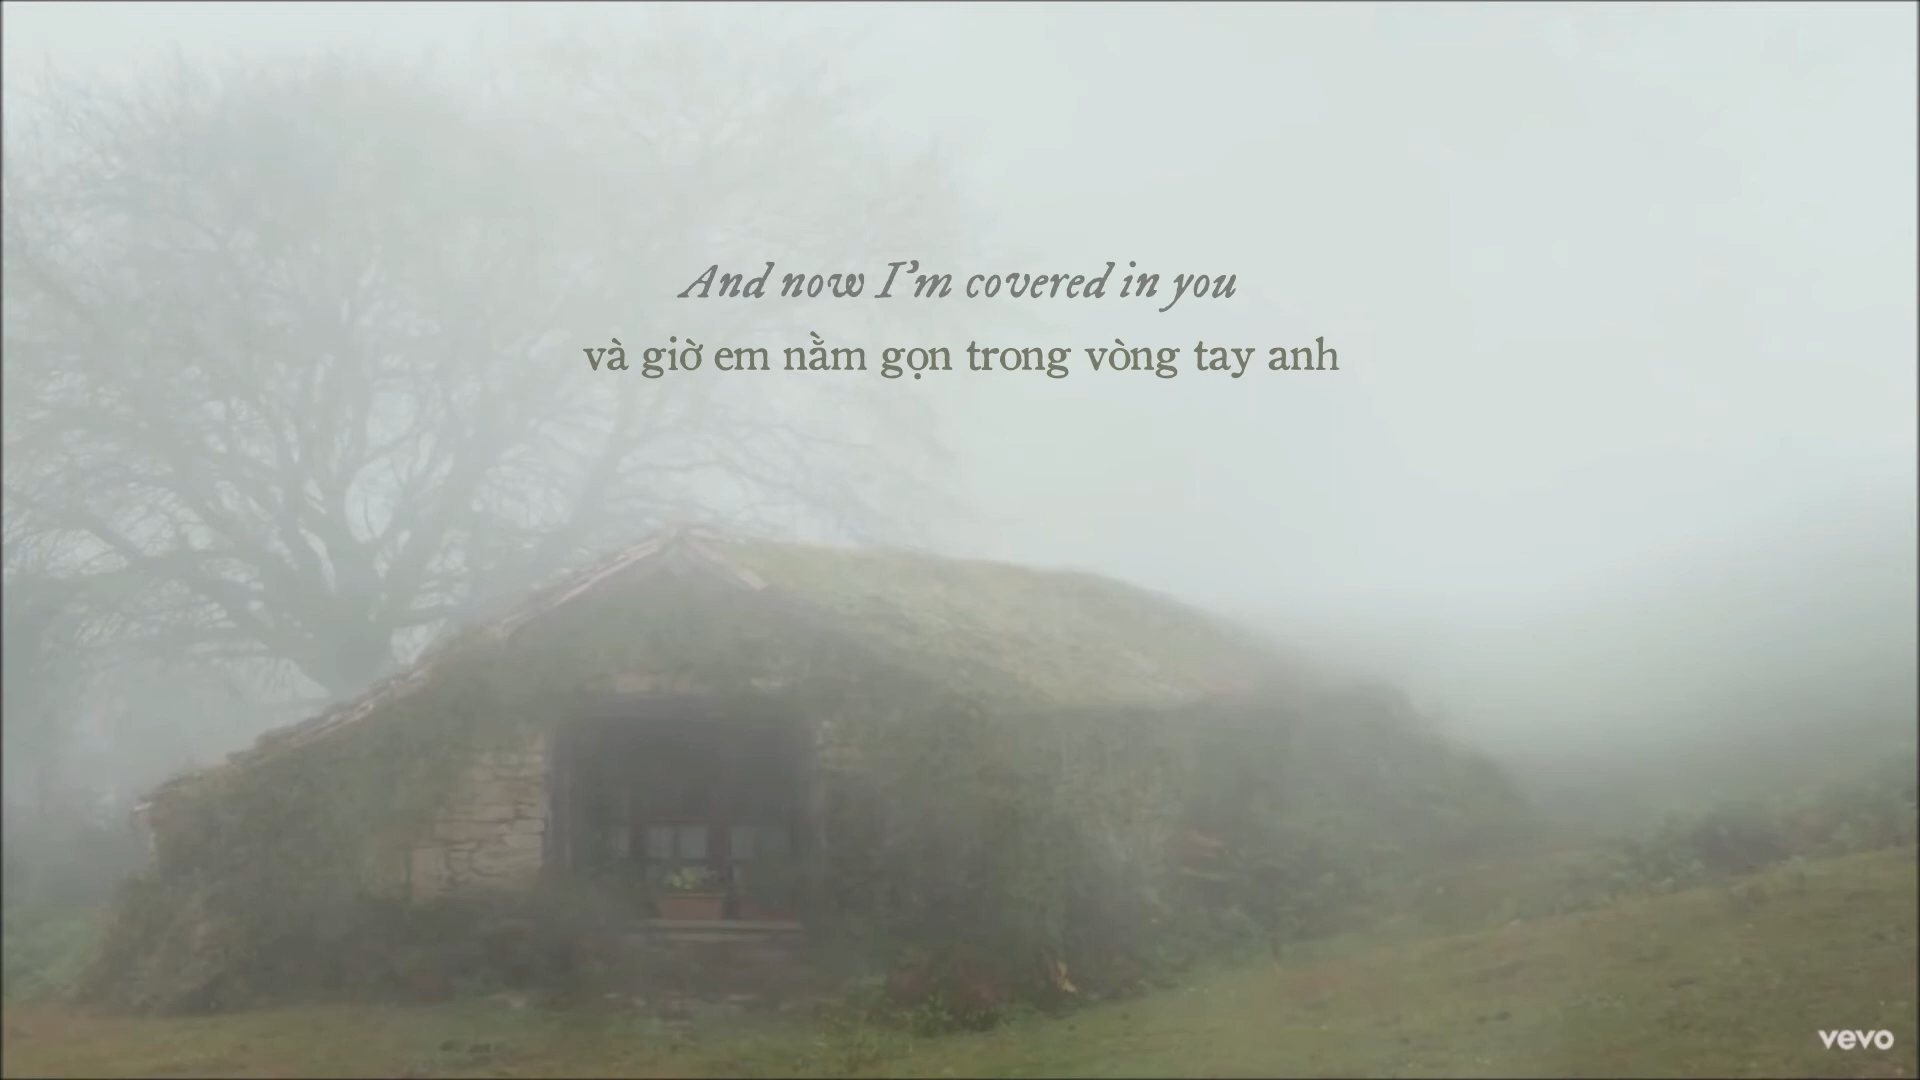 And now I'm covered in you
và giờ em nằm gọn trong vòng tay anh
vevo